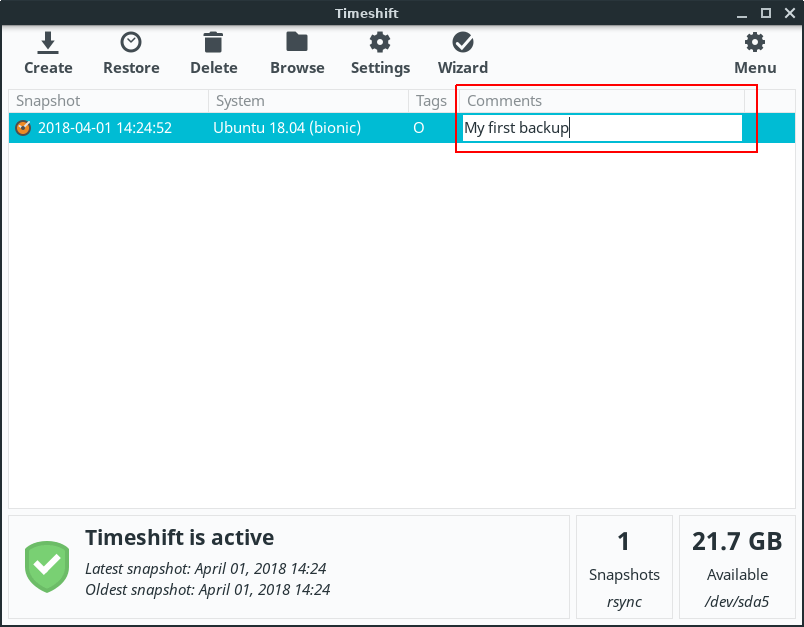 Timeshift
Create Restore Delete Browse Settings Wizard Menu
Snapshot System Tags Comments
2018-04-01 14:24:52 Ubuntu 18.04 (bionic) O My first backup
Timeshift is active
Latest snapshot: April 01, 2018 14:24
Oldest snapshot: April 01, 2018 14:24
1
Snapshots
rsync
21.7 GB
Available
/dev/sda5